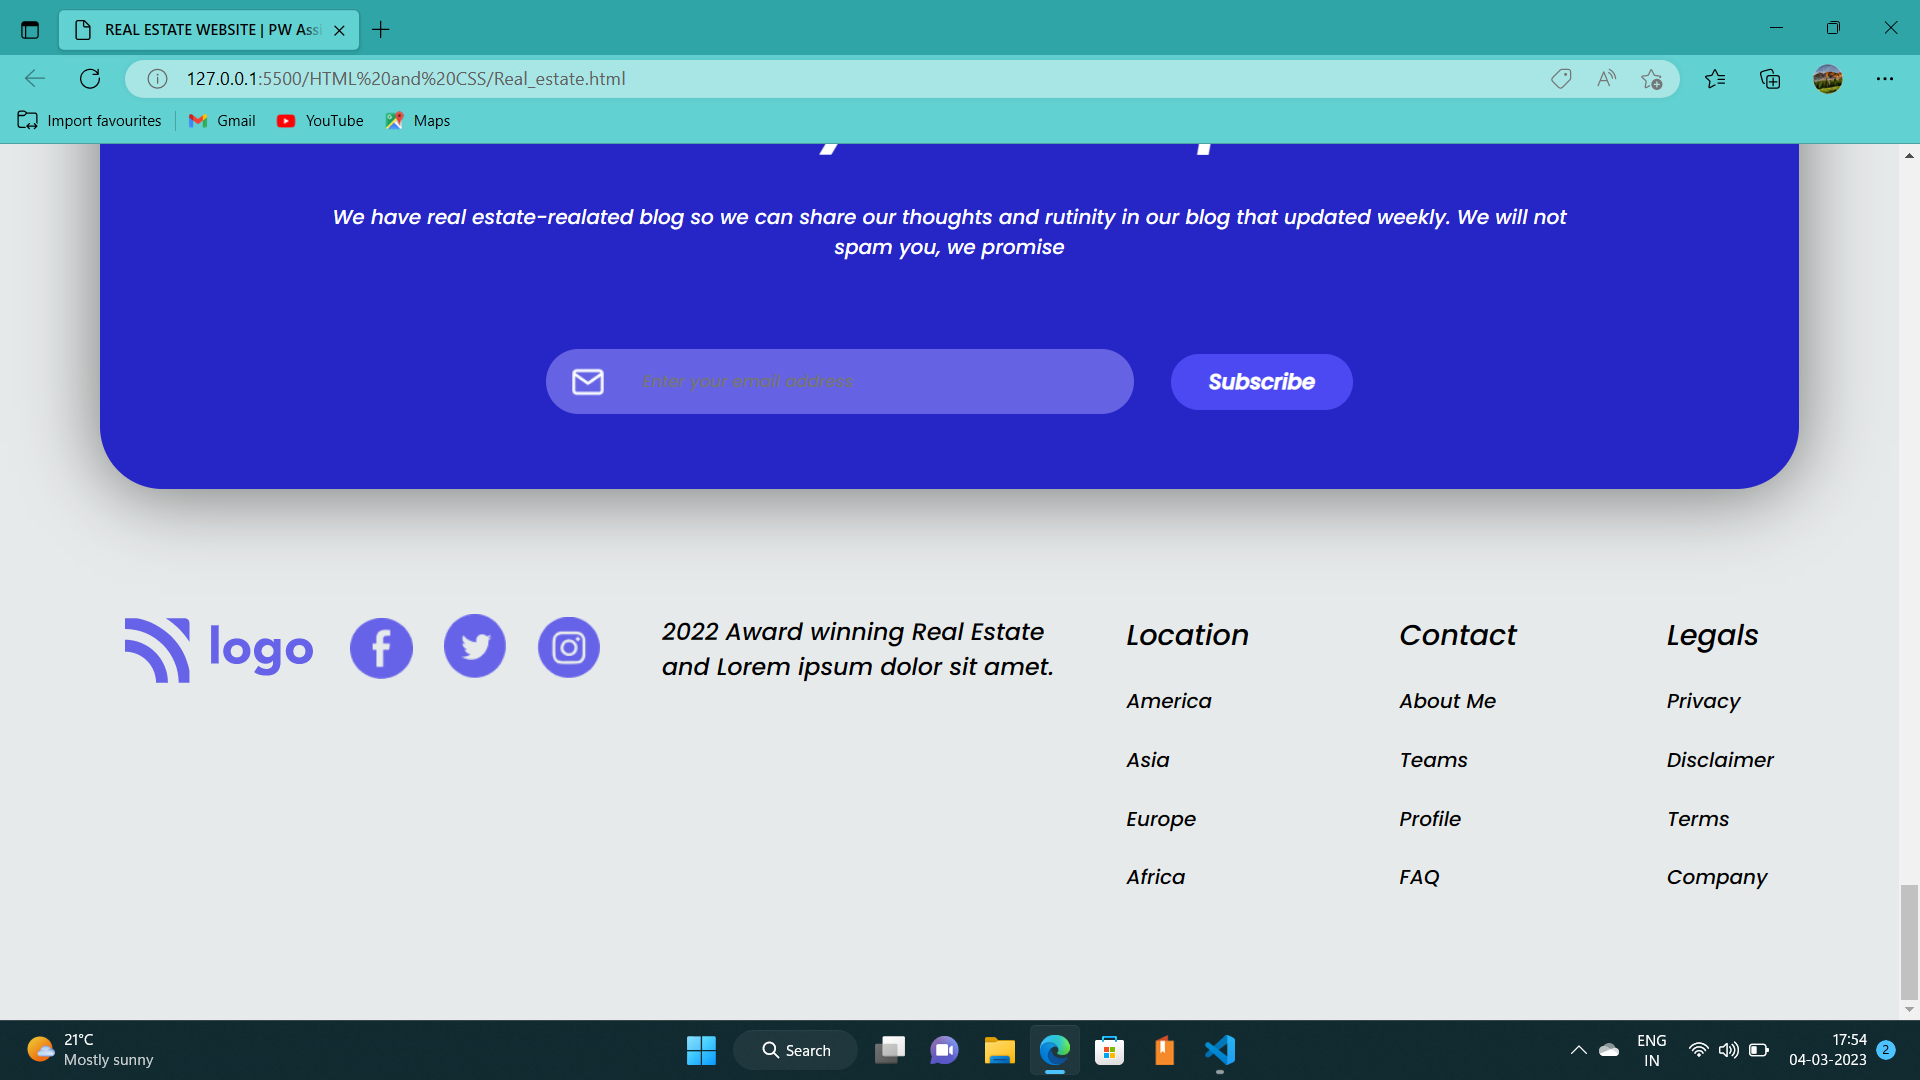 REAL ESTATE WEBSITE | PW Ass
127.0.0.1:5500/HTML%20and%20CSS/Real_estate.html
Import favourites
Gmail
YouTube
Maps
We have real estate-realated blog so we can share our thoughts and rutinity in our blog that updated weekly. We will not
spam you, we promise
Enter your email address
Subscribe
logo
2022 Award winning Real Estate
and Lorem ipsum dolor sit amet.
Location
America
Asia
Europe
Africa
Contact
About Me
Teams
Profile
FAQ
Legals
Privacy
Disclaimer
Terms
Company
21°C
Mostly sunny
Search
ENG
IN
17:54
04-03-2023
2